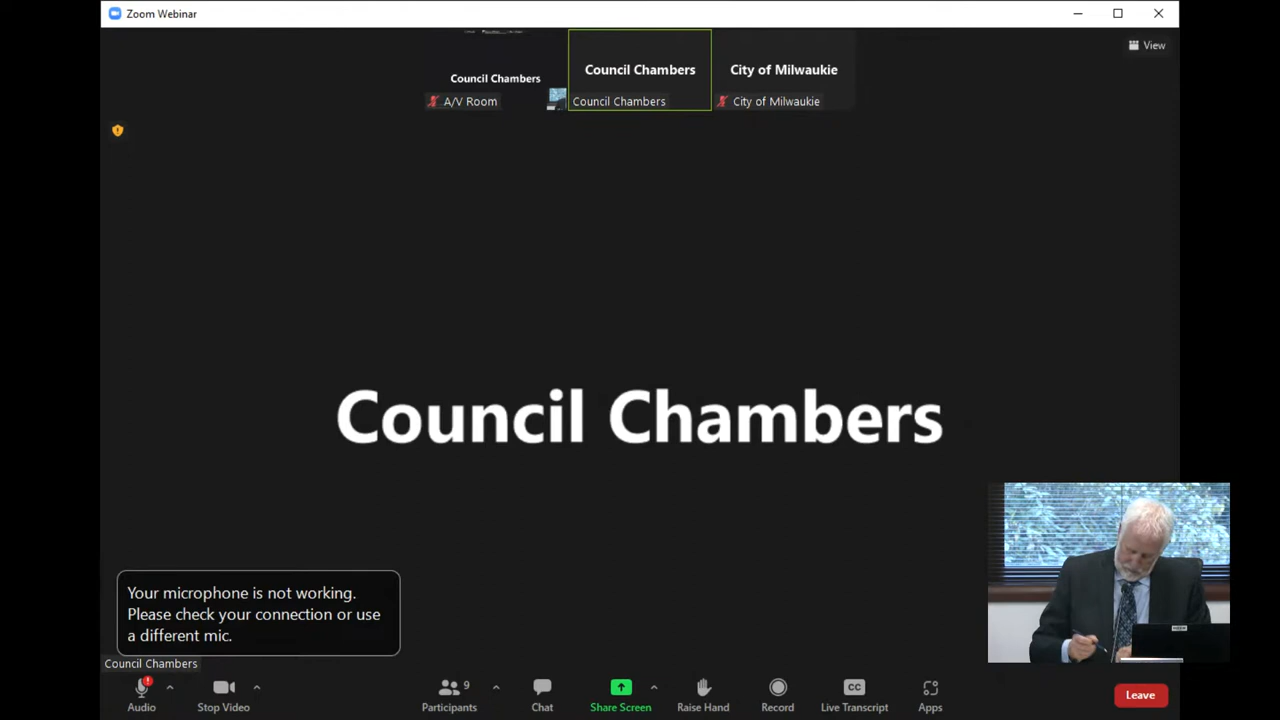 Zoom Webinar
View
Council Chambers
A/V Room
Council Chambers
Council Chambers
City of Milwaukie
City of Milwaukie
Council Chambers
Your microphone is not working.
Please check your connection or use
a different mic.
Council Chambers
Audio
Stop Video
9
Participants
Chat
Share Screen
Raise Hand
Record
CC
Live Transcript
Apps
Leave